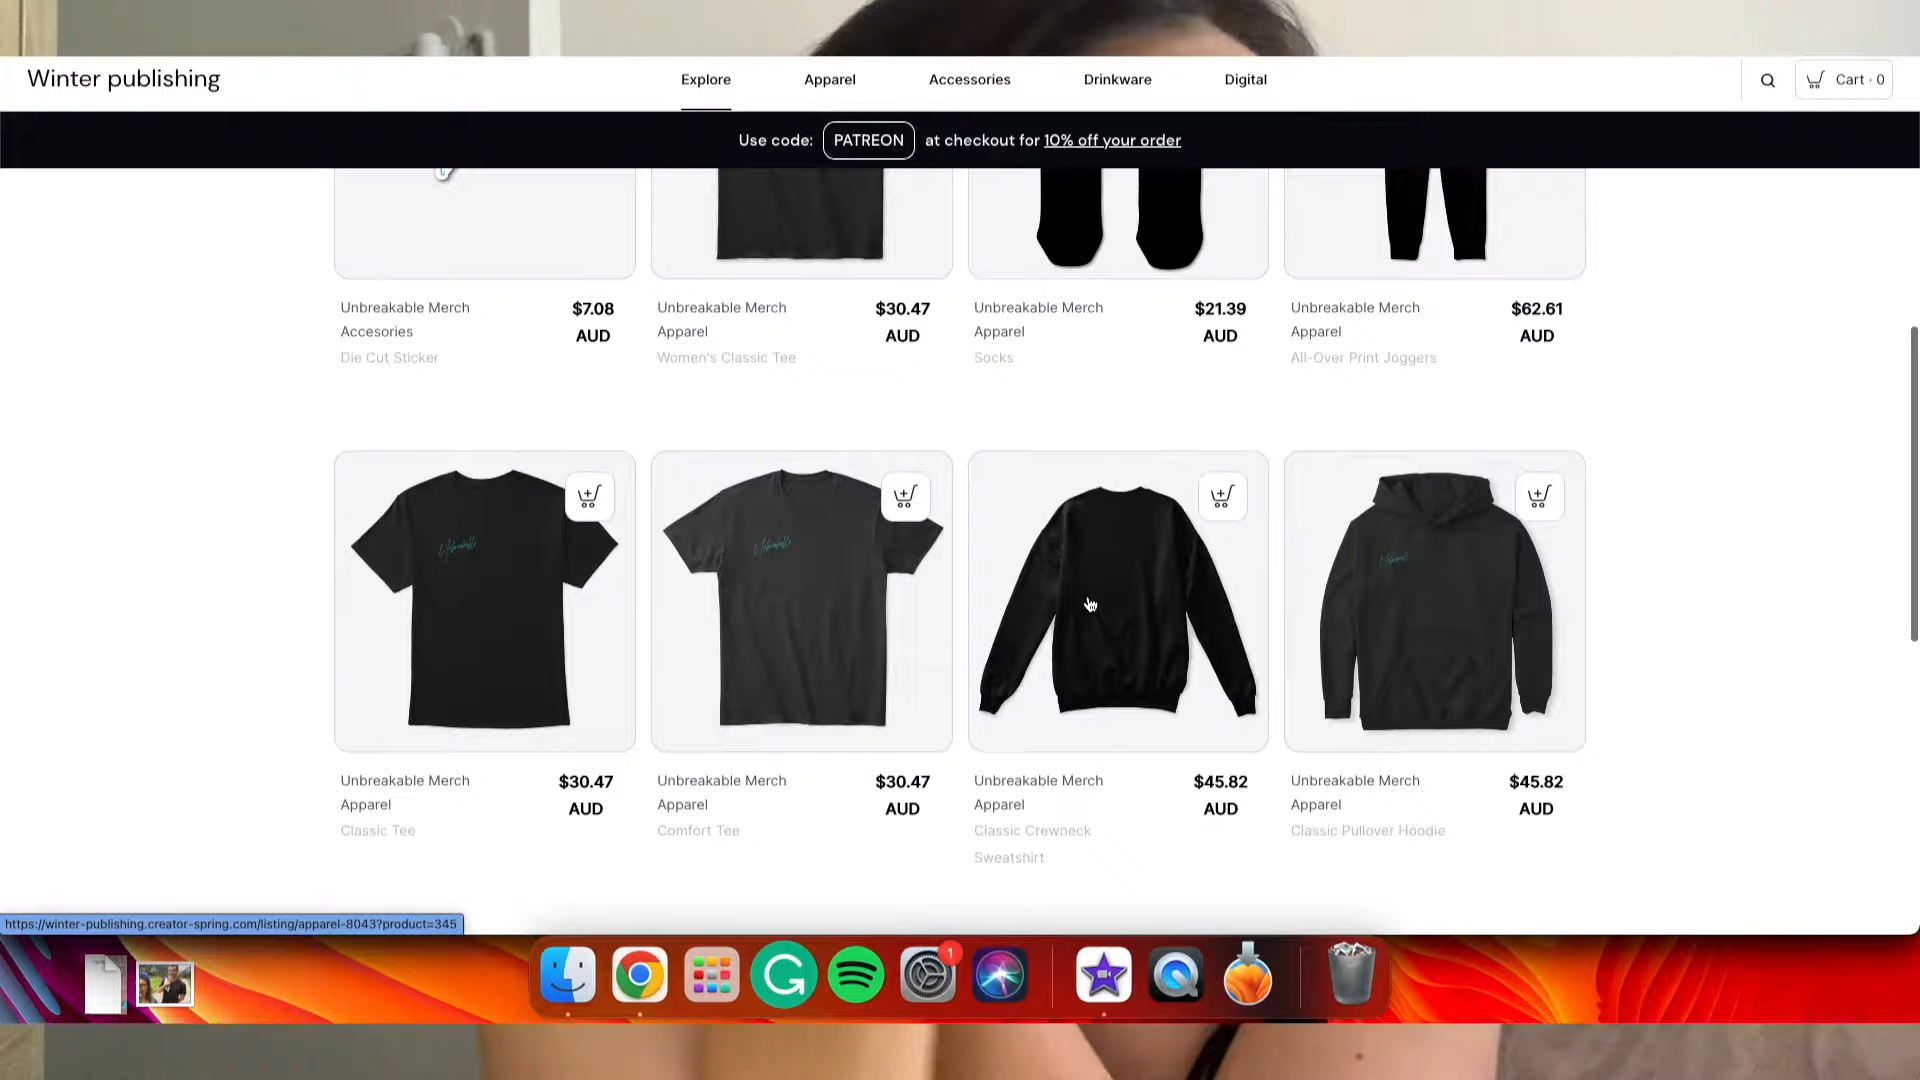 Winter publishing
Explore
Apparel
Accessories
Drinkware
Digital
Cart · 0
Use code: PATREON at checkout for 10% off your order
Unbreakable Merch Accesories
$7.08 AUD
Die Cut Sticker
Unbreakable Merch Apparel
$30.47 AUD
Women's Classic Tee
Unbreakable Merch Apparel
$21.39 AUD
Socks
Unbreakable Merch Apparel
$62.61 AUD
All-Over Print Joggers
Unbreakable
Unbreakable
Unbreakable
Unbreakable Merch Apparel
$30.47 AUD
Classic Tee
Unbreakable Merch Apparel
$30.47 AUD
Comfort Tee
Unbreakable Merch Apparel
$45.82 AUD
Classic Crewneck Sweatshirt
Unbreakable Merch Apparel
$45.82 AUD
Classic Pullover Hoodie
https://winter-publishing.creator-spring.com/listing/apparel-8043?product=345
1